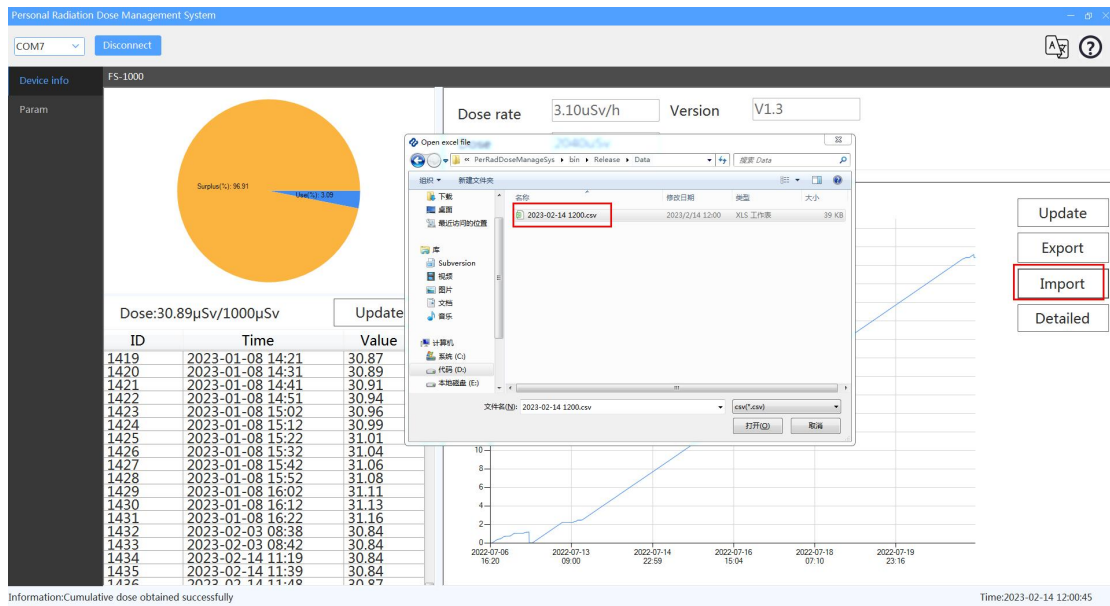 Personal Radiation Dose Management System
COM7 Disconnect
Device info FS-1000
Param
Surplus(%): 96.91
Use(%): 3.09
Dose rate 3.10uSv/h Version V1.3
Dose 2040uSv
Open excel file
« PerRadDoseManageSys ▸ bin ▸ Release ▸ Data 搜索 Data
组织 新建文件夹
名称 修改日期 类型 大小
2023-02-14 1200.csv 2023/2/14 12:00 XLS 工作表 39 KB
下载
桌面
最近访问的位置
库
Subversion
视频
图片
文档
音乐
计算机
系统 (C:)
代码 (D:)
本地磁盘 (E:)
文件名(N): 2023-02-14 1200.csv csv(*.csv)
打开(O) 取消
Update
Export
Import
Detailed
Dose:30.89μSv/1000μSv Update
ID Time Value
1419 2023-01-08 14:21 30.87
1420 2023-01-08 14:31 30.89
1421 2023-01-08 14:41 30.91
1422 2023-01-08 14:51 30.94
1423 2023-01-08 15:02 30.96
1424 2023-01-08 15:12 30.99
1425 2023-01-08 15:22 31.01
1426 2023-01-08 15:32 31.04
1427 2023-01-08 15:42 31.06
1428 2023-01-08 15:52 31.08
1429 2023-01-08 16:02 31.11
1430 2023-01-08 16:12 31.13
1431 2023-01-08 16:22 31.16
1432 2023-02-03 08:38 30.84
1433 2023-02-03 08:42 30.84
1434 2023-02-14 11:19 30.84
1435 2023-02-14 11:39 30.84
1436 2023-02-14 11:48 30.87
10
8
6
4
2
0
2022-07-06 2022-07-13 2022-07-14 2022-07-16 2022-07-18 2022-07-19
16:20 09:00 22:59 15:04 07:10 23:16
Information:Cumulative dose obtained successfully Time:2023-02-14 12:00:45